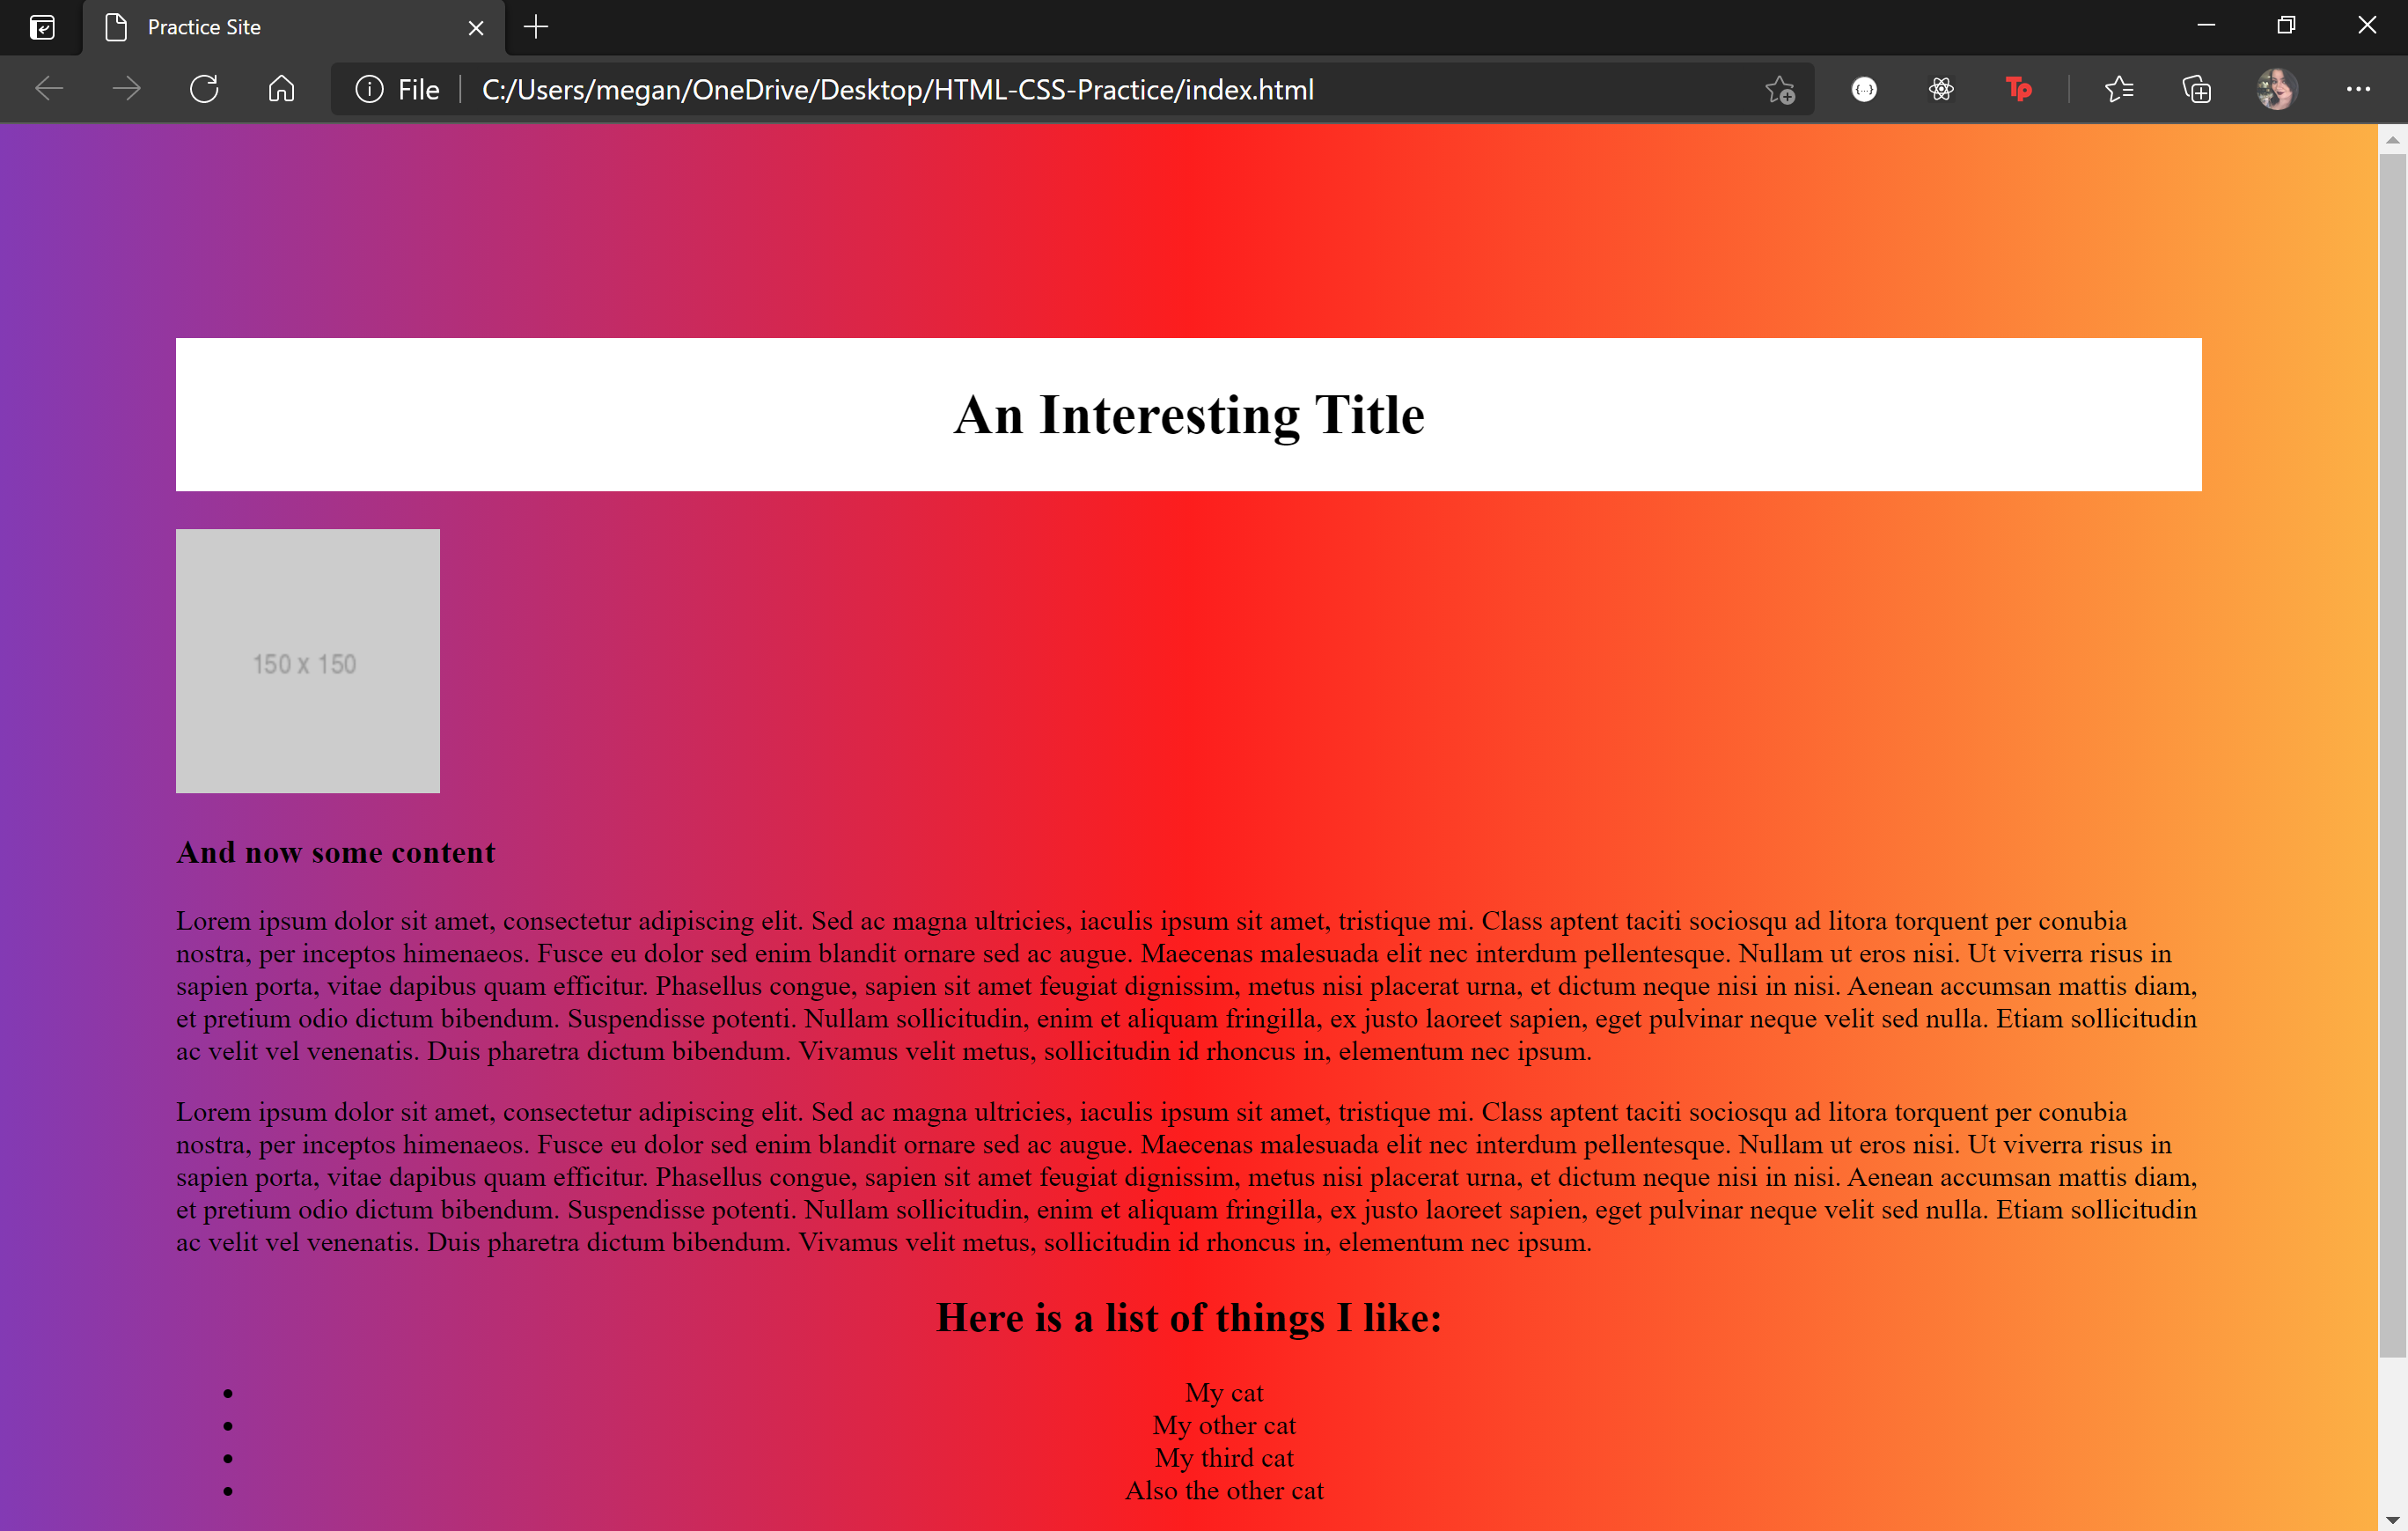 Practice Site
File
C:/Users/megan/OneDrive/Desktop/HTML-CSS-Practice/index.html
{...}
Tp
An Interesting Title
150 x 150
And now some content
Lorem ipsum dolor sit amet, consectetur adipiscing elit. Sed ac magna ultricies, iaculis ipsum sit amet, tristique mi. Class aptent taciti sociosqu ad litora torquent per conubia
nostra, per inceptos himenaeos. Fusce eu dolor sed enim blandit ornare sed ac augue. Maecenas malesuada elit nec interdum pellentesque. Nullam ut eros nisi. Ut viverra risus in
sapien porta, vitae dapibus quam efficitur. Phasellus congue, sapien sit amet feugiat dignissim, metus nisi placerat urna, et dictum neque nisi in nisi. Aenean accumsan mattis diam,
et pretium odio dictum bibendum. Suspendisse potenti. Nullam sollicitudin, enim et aliquam fringilla, ex justo laoreet sapien, eget pulvinar neque velit sed nulla. Etiam sollicitudin
ac velit vel venenatis. Duis pharetra dictum bibendum. Vivamus velit metus, sollicitudin id rhoncus in, elementum nec ipsum.
Lorem ipsum dolor sit amet, consectetur adipiscing elit. Sed ac magna ultricies, iaculis ipsum sit amet, tristique mi. Class aptent taciti sociosqu ad litora torquent per conubia
nostra, per inceptos himenaeos. Fusce eu dolor sed enim blandit ornare sed ac augue. Maecenas malesuada elit nec interdum pellentesque. Nullam ut eros nisi. Ut viverra risus in
sapien porta, vitae dapibus quam efficitur. Phasellus congue, sapien sit amet feugiat dignissim, metus nisi placerat urna, et dictum neque nisi in nisi. Aenean accumsan mattis diam,
et pretium odio dictum bibendum. Suspendisse potenti. Nullam sollicitudin, enim et aliquam fringilla, ex justo laoreet sapien, eget pulvinar neque velit sed nulla. Etiam sollicitudin
ac velit vel venenatis. Duis pharetra dictum bibendum. Vivamus velit metus, sollicitudin id rhoncus in, elementum nec ipsum.
Here is a list of things I like:
• My cat
• My other cat
• My third cat
• Also the other cat